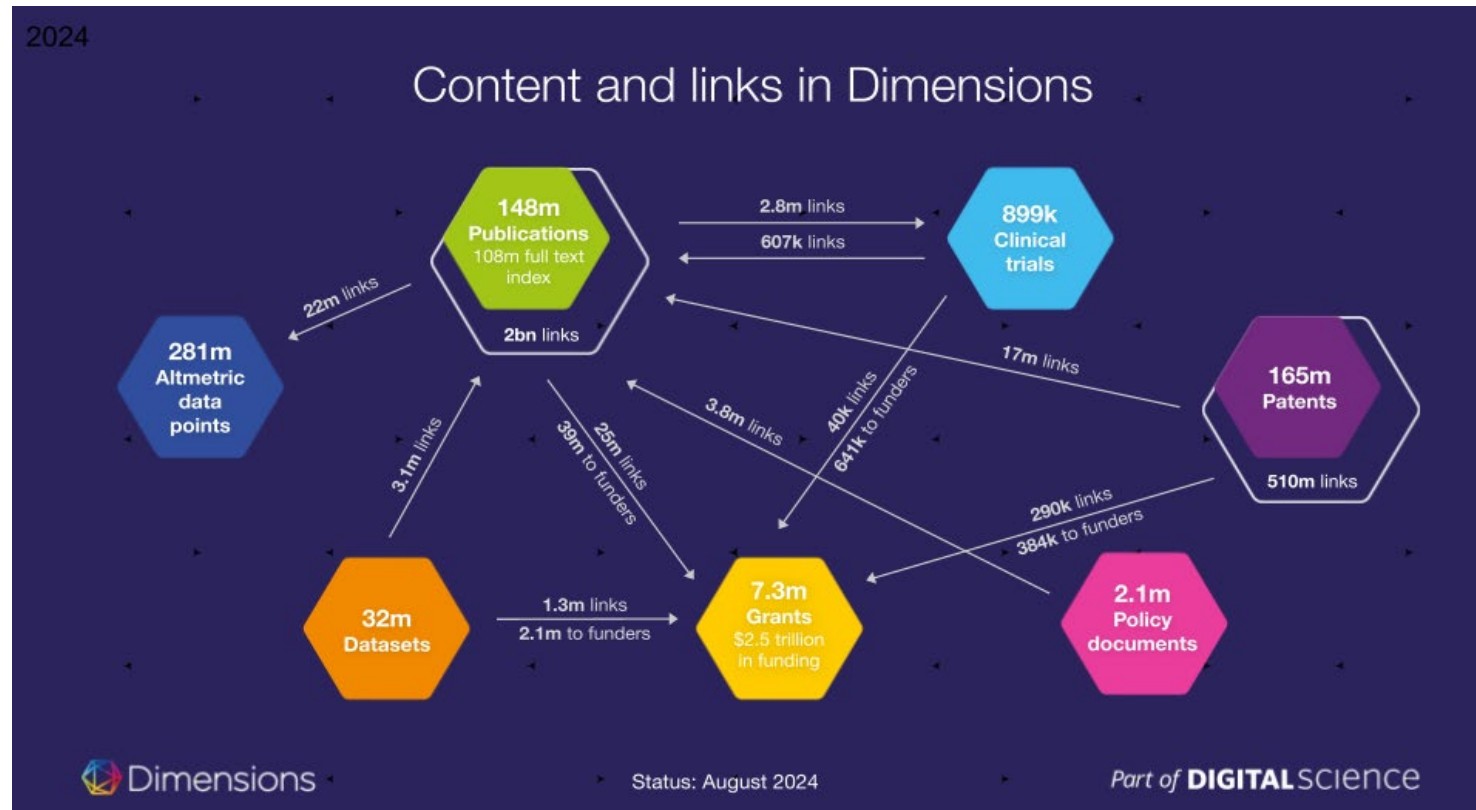 2024
Content and links in Dimensions
148m
Publications
108m full text
index
2bn links
2.8m links
607k links
899k
Clinical
trials
22m links
281m
Altmetric
data
points
17m links
165m
Patents
510m links
3.1m links
25m links
39m to funders
3.8m links
40k links
641k to funders
290k links
384k to funders
32m
Datasets
1.3m links
2.1m to funders
7.3m
Grants
$2.5 trillion
in funding
2.1m
Policy
documents
Dimensions
Status: August 2024
Part of DIGITAL SCIENCE